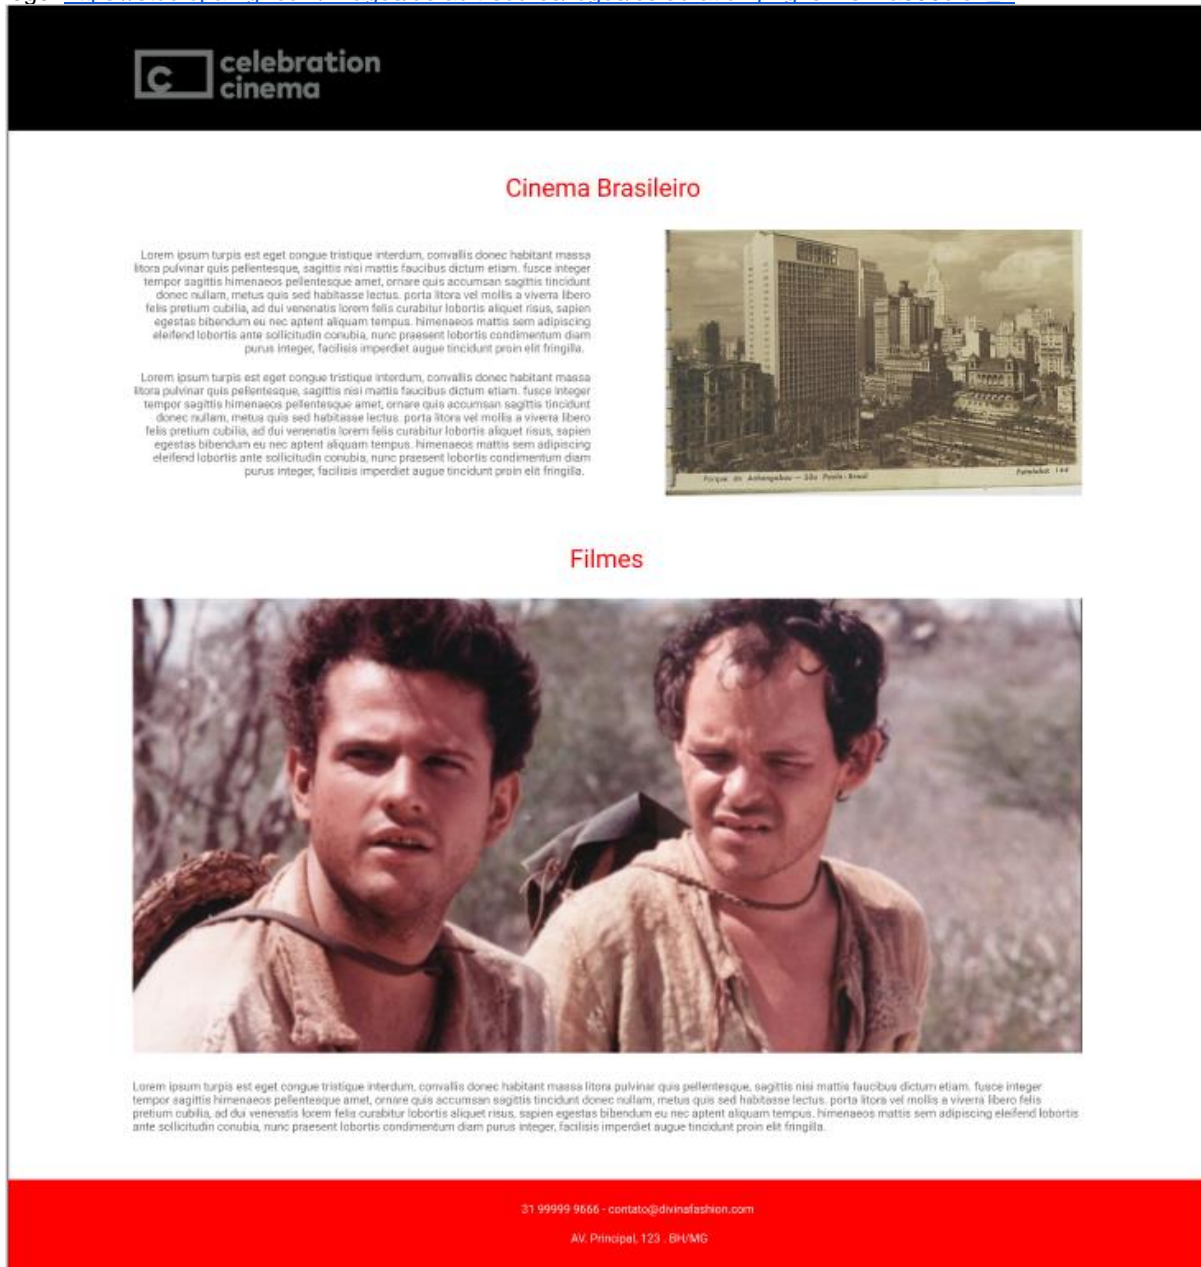 celebration
cinema
Cinema Brasileiro
Lorem ipsum turpis est eget congue tristique interdum, convallis donec habitant massa
litora pulvinar quis pellentesque, sagittis nisi mattis faucibus dictum etiam. fusce integer
tempor sagittis himenaeos pellentesque amet, ornare quis accumsan sagittis tincidunt
donec nullam, metus quis sed habitasse lectus. porta litora vel mollis a viverra libero
felis pretium cubilia, ad dui venenatis lorem felis curabitur lobortis aliquet risus, sapien
egestas bibendum eu nec aptent aliquam tempus. himenaeos mattis sem adipiscing
eleifend lobortis ante sollicitudin conubia, nunc praesent lobortis condimentum diam
purus integer, facilisis imperdiet augue tincidunt proin elit fringilla.
Lorem ipsum turpis est eget congue tristique interdum, convallis donec habitant massa
litora pulvinar quis pellentesque, sagittis nisi mattis faucibus dictum etiam. fusce integer
tempor sagittis himenaeos pellentesque amet, ornare quis accumsan sagittis tincidunt
donec nullam, metus quis sed habitasse lectus. porta litora vel mollis a viverra libero
felis pretium cubilia, ad dui venenatis lorem felis curabitur lobortis aliquet risus, sapien
egestas bibendum eu nec aptent aliquam tempus. himenaeos mattis sem adipiscing
eleifend lobortis ante sollicitudin conubia, nunc praesent lobortis condimentum diam
purus integer, facilisis imperdiet augue tincidunt proin elit fringilla.
Parque do Anhangabau — São Paulo - Brasil
Fotolabor 144
Filmes
Lorem ipsum turpis est eget congue tristique interdum, convallis donec habitant massa litora pulvinar quis pellentesque, sagittis nisi mattis faucibus dictum etiam. fusce integer
tempor sagittis himenaeos pellentesque amet, ornare quis accumsan sagittis tincidunt donec nullam, metus quis sed habitasse lectus. porta litora vel mollis a viverra libero felis
pretium cubilia, ad dui venenatis lorem felis curabitur lobortis aliquet risus, sapien egestas bibendum eu nec aptent aliquam tempus. himenaeos mattis sem adipiscing eleifend lobortis
ante sollicitudin conubia, nunc praesent lobortis condimentum diam purus integer, facilisis imperdiet augue tincidunt proin elit fringilla.
31 99999 9666 - contato@divinafashion.com
AV. Principal, 123 . BH/MG